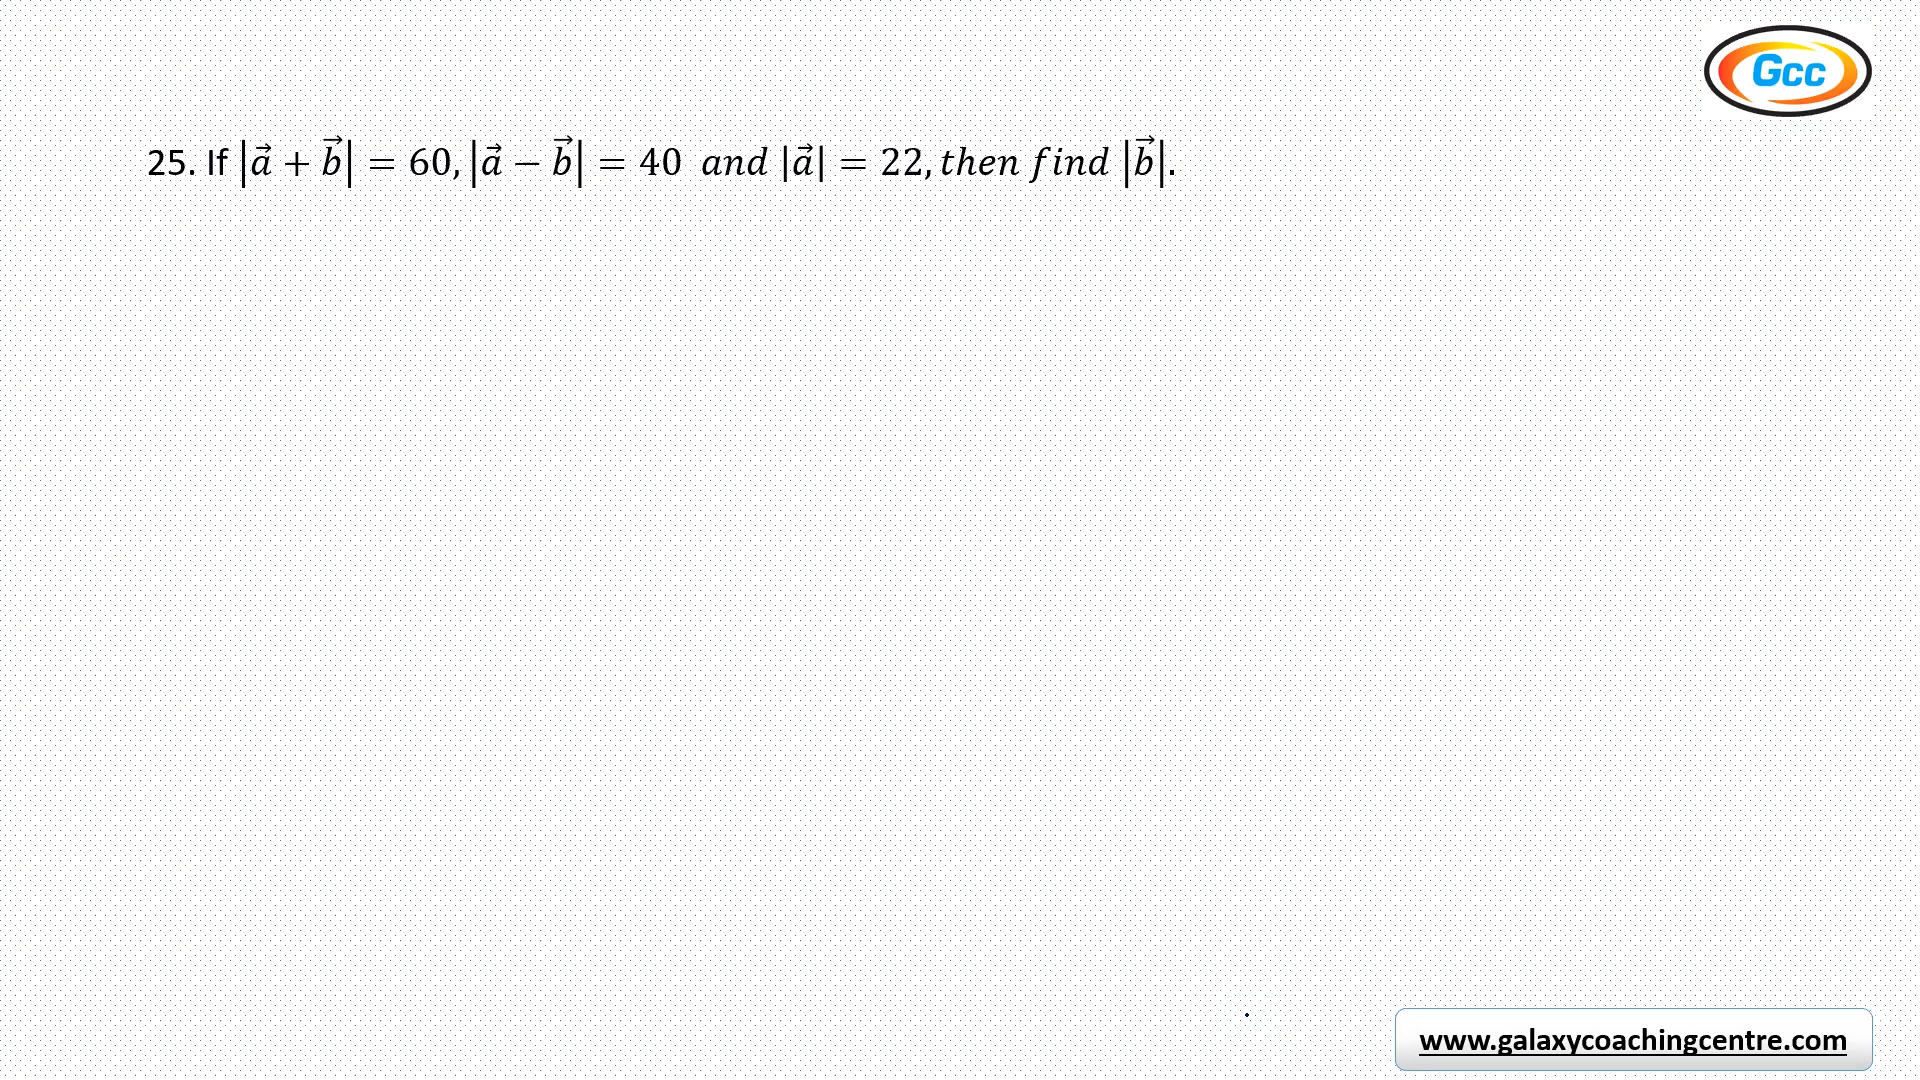 Gcc
25. If |a⃗ + b⃗| = 60, |a⃗ − b⃗| = 40 and |a⃗| = 22, then find |b⃗|.
www.galaxycoachingcentre.com